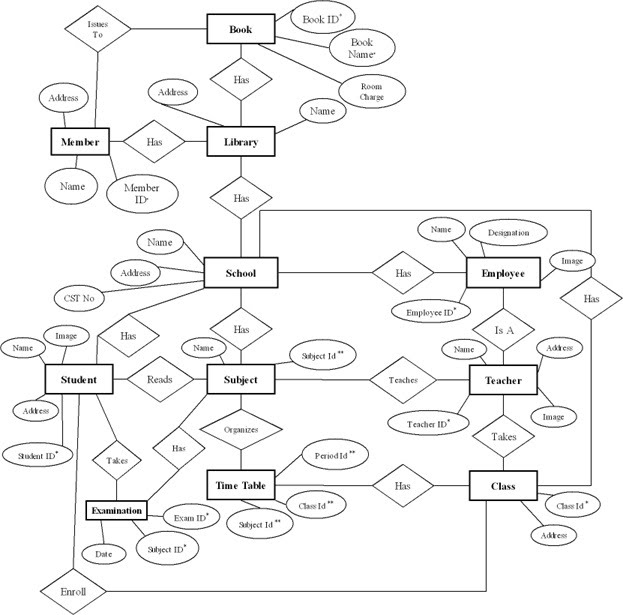 Issues
To
Book
Book ID*
Book
Name*
Has
Room
Charge
Address
Address
Name
Member
Has
Library
Name
Member
ID*
Has
Name
Address
CST No
School
Has
Name
Designation
Employee
Image
Employee ID*
Has
Has
Has
Is A
Name
Image
Name
Subject Id **
Name
Address
Student
Reads
Subject
Teaches
Teacher
Address
Student ID*
Teacher ID*
Image
Takes
Has
Organizes
Takes
Period Id **
Time Table
Has
Class
Examination
Exam ID*
Class Id **
Class Id *
Subject Id **
Date
Subject ID*
Address
Enroll